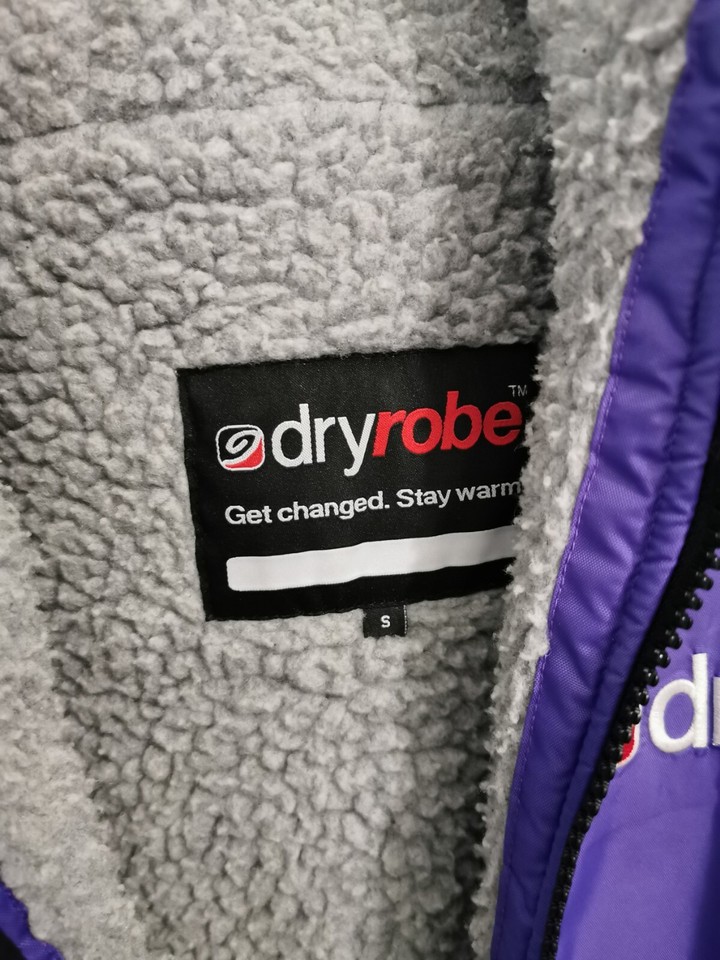 dryrobe™
Get changed. Stay warm
S
d